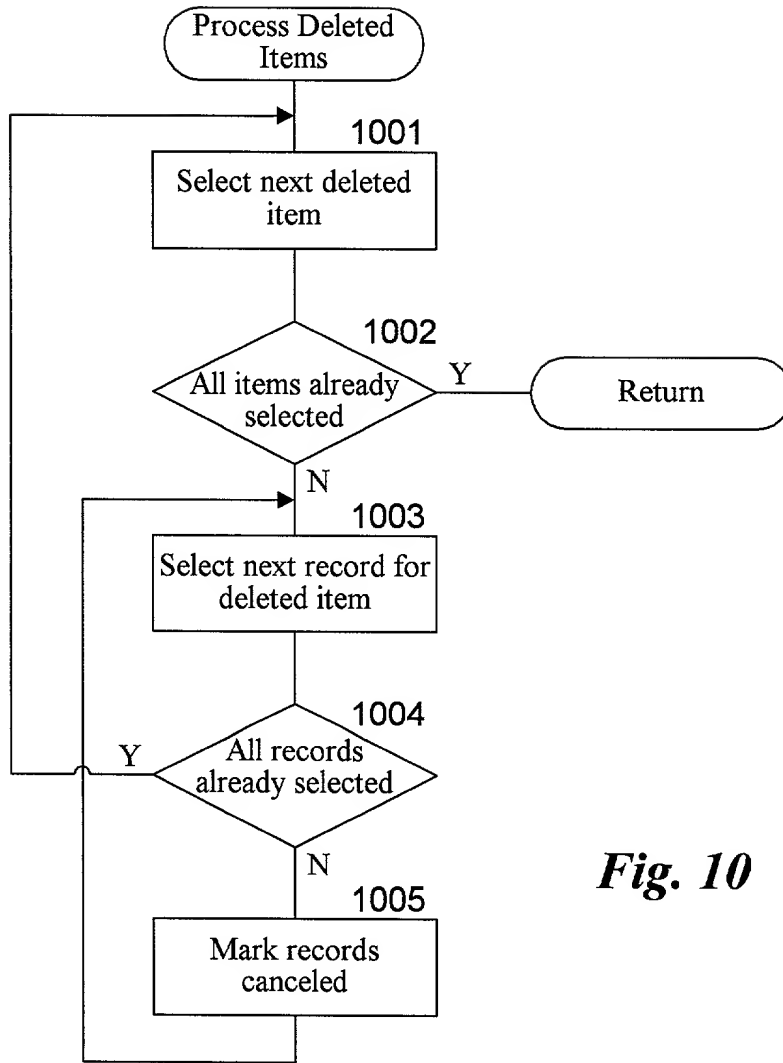 Process Deleted
Items
1001
Select next deleted
item
1002
All items already
selected
Y
Return
N
1003
Select next record for
deleted item
1004
All records
already selected
Y
N
1005
Mark records
canceled
Fig. 10